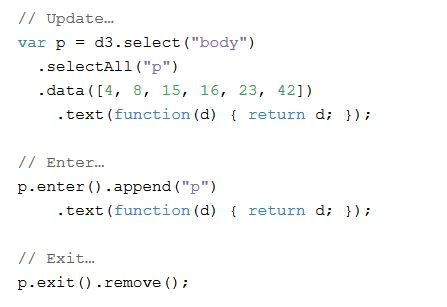 // Update…
var p = d3.select("body")
  .selectAll("p")
  .data([4, 8, 15, 16, 23, 42])
    .text(function(d) { return d; });

// Enter…
p.enter().append("p")
    .text(function(d) { return d; });

// Exit…
p.exit().remove();